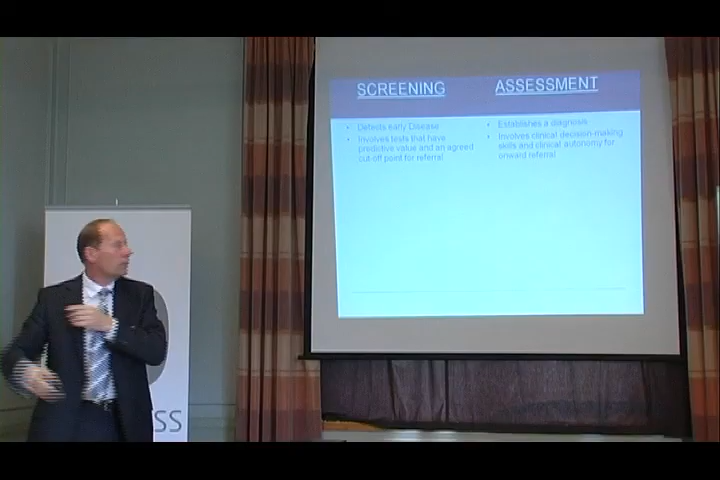 SCREENING
ASSESSMENT
• Detects early Disease
• Involves tests that have
predictive value and an agreed
cut-off point for referral
• Establishes a diagnosis
• Involves clinical decision-making
skills and clinical autonomy for
onward referral
SS